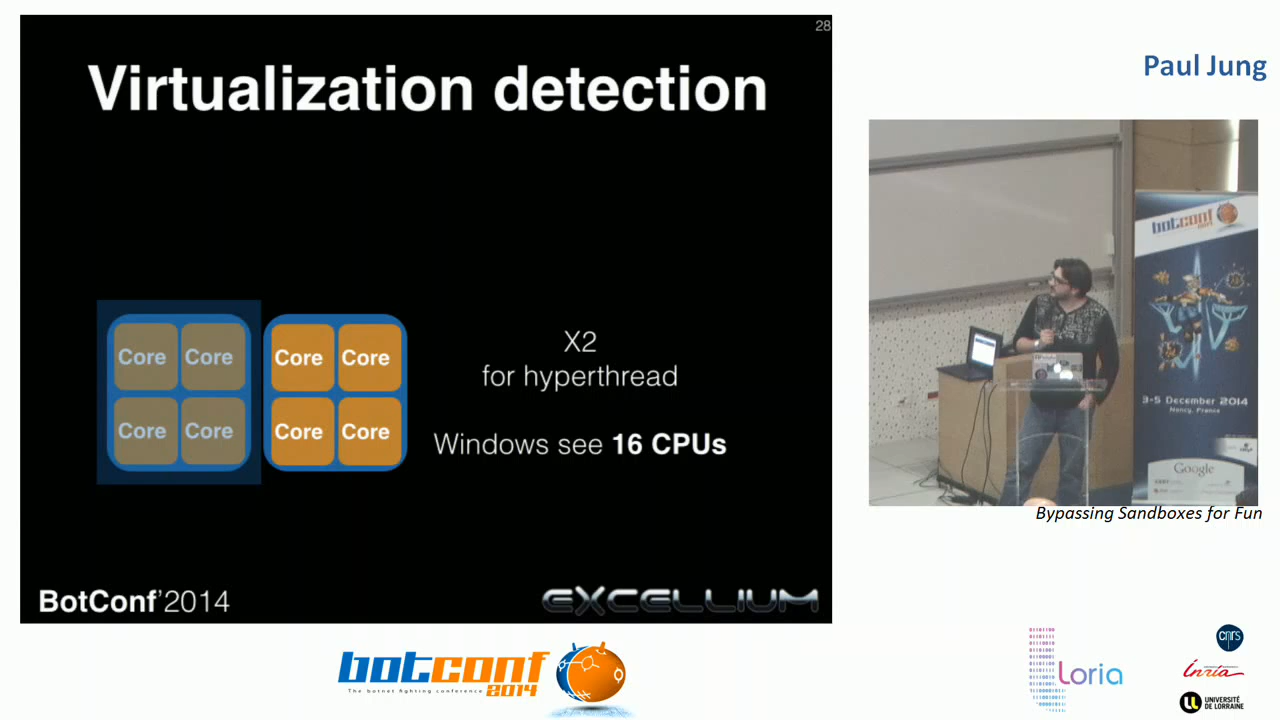 28
Virtualization detection
Core Core Core Core
Core Core Core Core
X2
for hyperthread
Windows see 16 CPUs
BotConf'2014
EXCELLIUM
Paul Jung
botconf
3-5 December 2014
Nancy, France
Google
Bypassing Sandboxes for Fun
botconf
The botnet fighting conference 2014
Loria
cnrs
Inria
UNIVERSITÉ
DE LORRAINE